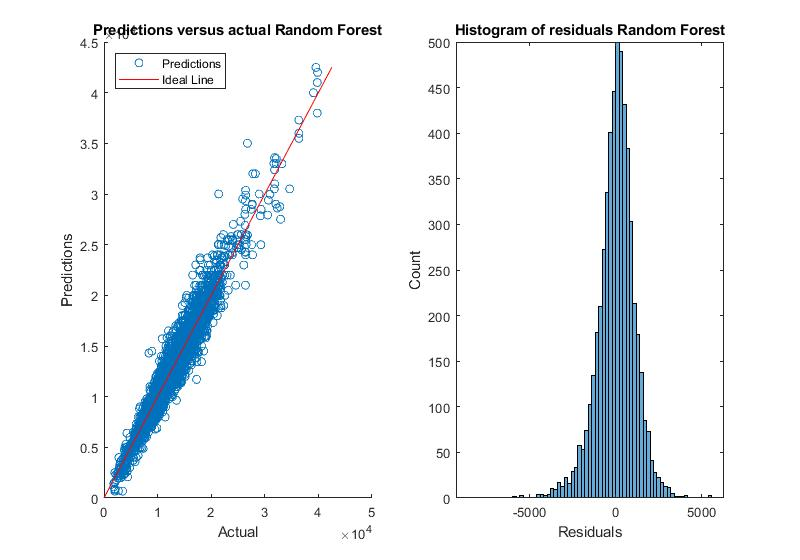 Predictions versus actual Random Forest
4.5
4
3.5
3
2.5
2
1.5
1
0.5
0
Predictions
Predictions
Ideal Line
0 1 2 3 4 5
Actual
×10^4
Histogram of residuals Random Forest
500
450
400
350
300
250
200
150
100
50
0
Count
-5000 0 5000
Residuals